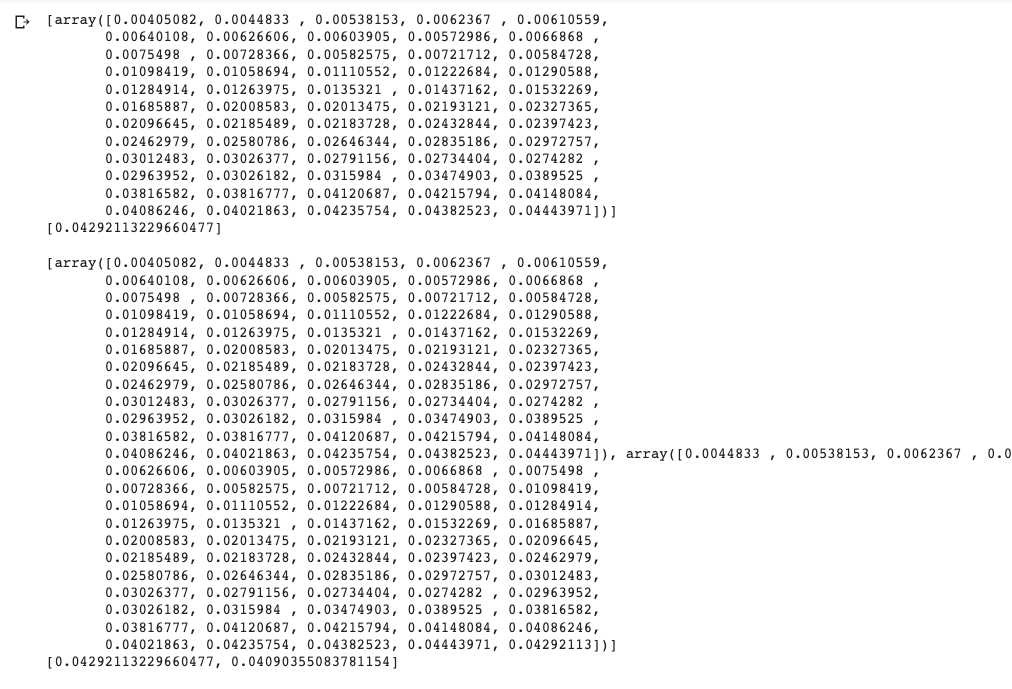 [array([0.00405082, 0.0044833 , 0.00538153, 0.0062367 , 0.00610559,
0.00640108, 0.00626606, 0.00603905, 0.00572986, 0.0066868 ,
0.0075498 , 0.00728366, 0.00582575, 0.00721712, 0.00584728,
0.01098419, 0.01058694, 0.01110552, 0.01222684, 0.01290588,
0.01284914, 0.01263975, 0.0135321 , 0.01437162, 0.01532269,
0.01685887, 0.02008583, 0.02013475, 0.02193121, 0.02327365,
0.02096645, 0.02185489, 0.02183728, 0.02432844, 0.02397423,
0.02462979, 0.02580786, 0.02646344, 0.02835186, 0.02972757,
0.03012483, 0.03026377, 0.02791156, 0.02734404, 0.0274282 ,
0.02963952, 0.03026182, 0.0315984 , 0.03474903, 0.0389525 ,
0.03816582, 0.03816777, 0.04120687, 0.04215794, 0.04148084,
0.04086246, 0.04021863, 0.04235754, 0.04382523, 0.04443971])]
[0.04292113229660477]
[array([0.00405082, 0.0044833 , 0.00538153, 0.0062367 , 0.00610559,
0.00640108, 0.00626606, 0.00603905, 0.00572986, 0.0066868 ,
0.0075498 , 0.00728366, 0.00582575, 0.00721712, 0.00584728,
0.01098419, 0.01058694, 0.01110552, 0.01222684, 0.01290588,
0.01284914, 0.01263975, 0.0135321 , 0.01437162, 0.01532269,
0.01685887, 0.02008583, 0.02013475, 0.02193121, 0.02327365,
0.02096645, 0.02185489, 0.02183728, 0.02432844, 0.02397423,
0.02462979, 0.02580786, 0.02646344, 0.02835186, 0.02972757,
0.03012483, 0.03026377, 0.02791156, 0.02734404, 0.0274282 ,
0.02963952, 0.03026182, 0.0315984 , 0.03474903, 0.0389525 ,
0.03816582, 0.03816777, 0.04120687, 0.04215794, 0.04148084,
0.04086246, 0.04021863, 0.04235754, 0.04382523, 0.04443971]), array([0.0044833 , 0.00538153, 0.0062367 , 0.0
0.00626606, 0.00603905, 0.00572986, 0.0066868 , 0.0075498 ,
0.00728366, 0.00582575, 0.00721712, 0.00584728, 0.01098419,
0.01058694, 0.01110552, 0.01222684, 0.01290588, 0.01284914,
0.01263975, 0.0135321 , 0.01437162, 0.01532269, 0.01685887,
0.02008583, 0.02013475, 0.02193121, 0.02327365, 0.02096645,
0.02185489, 0.02183728, 0.02432844, 0.02397423, 0.02462979,
0.02580786, 0.02646344, 0.02835186, 0.02972757, 0.03012483,
0.03026377, 0.02791156, 0.02734404, 0.0274282 , 0.02963952,
0.03026182, 0.0315984 , 0.03474903, 0.0389525 , 0.03816582,
0.03816777, 0.04120687, 0.04215794, 0.04148084, 0.04086246,
0.04021863, 0.04235754, 0.04382523, 0.04443971, 0.04292113])]
[0.04292113229660477, 0.04090355083781154]